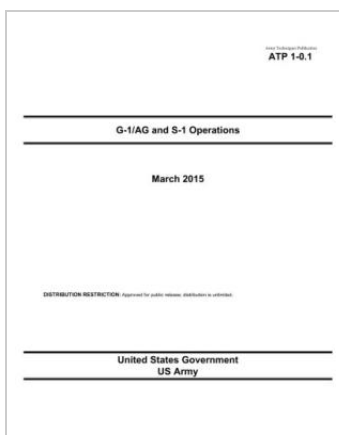 Army Techniques Publication
ATP 1-0.1
G-1/AG and S-1 Operations
March 2015
DISTRIBUTION RESTRICTION: Approved for public release; distribution is unlimited.
United States Government
US Army